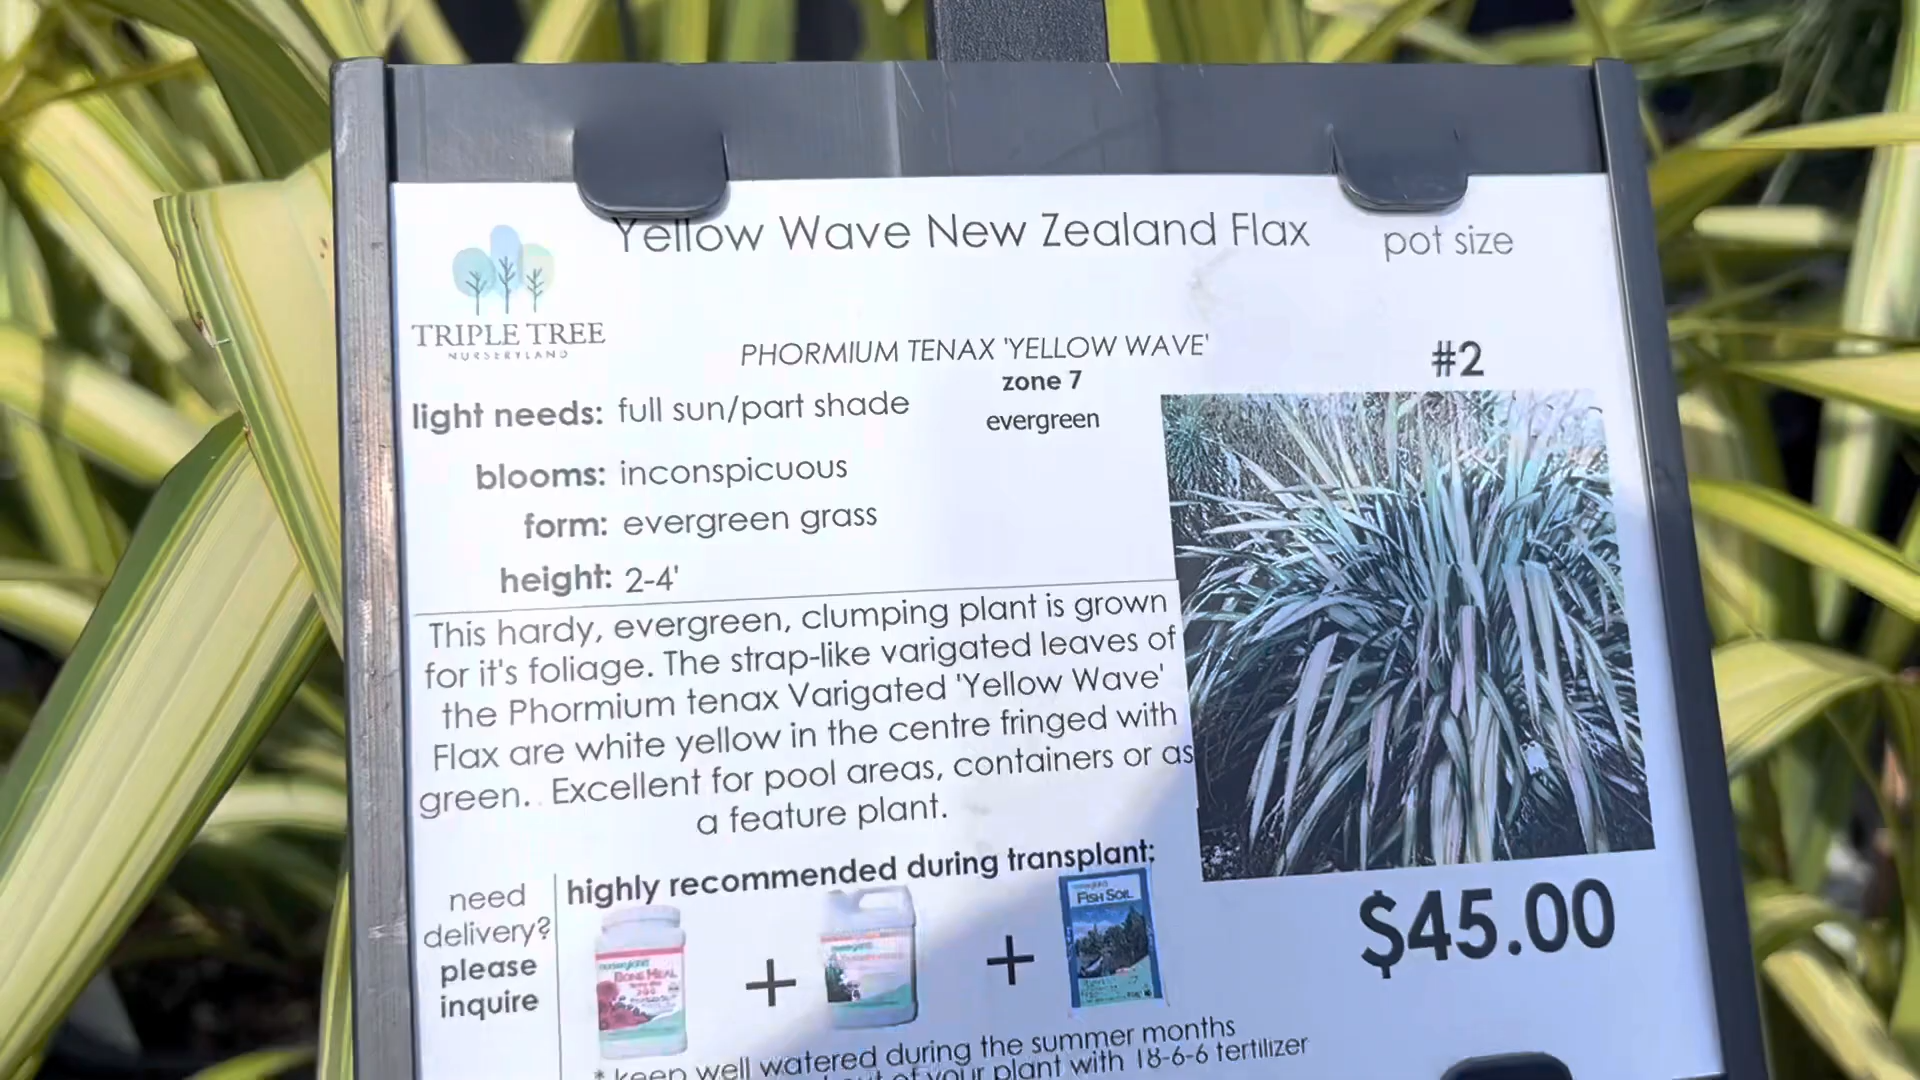 Yellow Wave New Zealand Flax
pot size
TRIPLE TREE
NURSERYLAND
PHORMIUM TENAX 'YELLOW WAVE'
#2
zone 7
evergreen
light needs: full sun/part shade
blooms: inconspicuous
form: evergreen grass
height: 2-4'
This hardy, evergreen, clumping plant is grown
for it's foliage. The strap-like varigated leaves of
the Phormium tenax Varigated 'Yellow Wave'
Flax are white yellow in the centre fringed with
green. Excellent for pool areas, containers or as
a feature plant.
$45.00
need
delivery?
please
inquire
highly recommended during transplant:
nurseryland
BONE MEAL
+
+
FISH SOIL
* keep well watered during the summer months
of your plant with 18-6-6 fertilizer